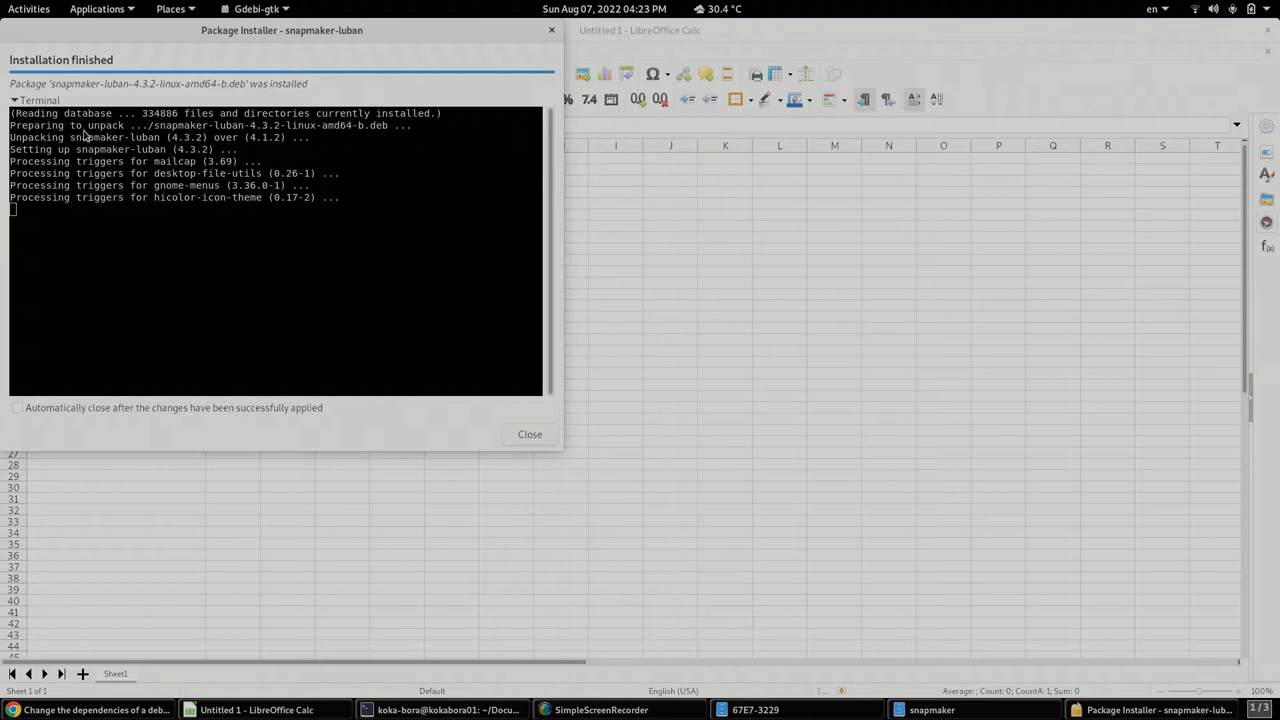 Activities Applications Places Gdebi-gtk Sun Aug 07, 2022 04:23 PM 30.4 °C en
Package Installer - snapmaker-luban
Untitled 1 - LibreOffice Calc
Installation finished
Package 'snapmaker-luban-4.3.2-linux-amd64-b.deb' was installed
Terminal
(Reading database ... 334886 files and directories currently installed.)
Preparing to unpack .../snapmaker-luban-4.3.2-linux-amd64-b.deb ...
Unpacking snapmaker-luban (4.3.2) over (4.1.2) ...
Setting up snapmaker-luban (4.3.2) ...
Processing triggers for mailcap (3.69) ...
Processing triggers for desktop-file-utils (0.26-1) ...
Processing triggers for gnome-menus (3.36.0-1) ...
Processing triggers for hicolor-icon-theme (0.17-2) ...
Automatically close after the changes have been successfully applied
Close
% 7.4 0.0 0.0
I J K L M N O P Q R S T
f(x)
27
28
29
30
31
32
33
34
35
36
37
38
39
40
41
42
43
44
45
Sheet1
Sheet 1 of 1 Default English (USA) Average: ; Count: 0; CountA: 1; Sum: 0 100%
Change the dependencies of a deb... Untitled 1 - LibreOffice Calc koka-bora@kokabora01: ~/Docu... SimpleScreenRecorder 67E7-3229 snapmaker Package Installer - snapmaker-lub... 1 / 3